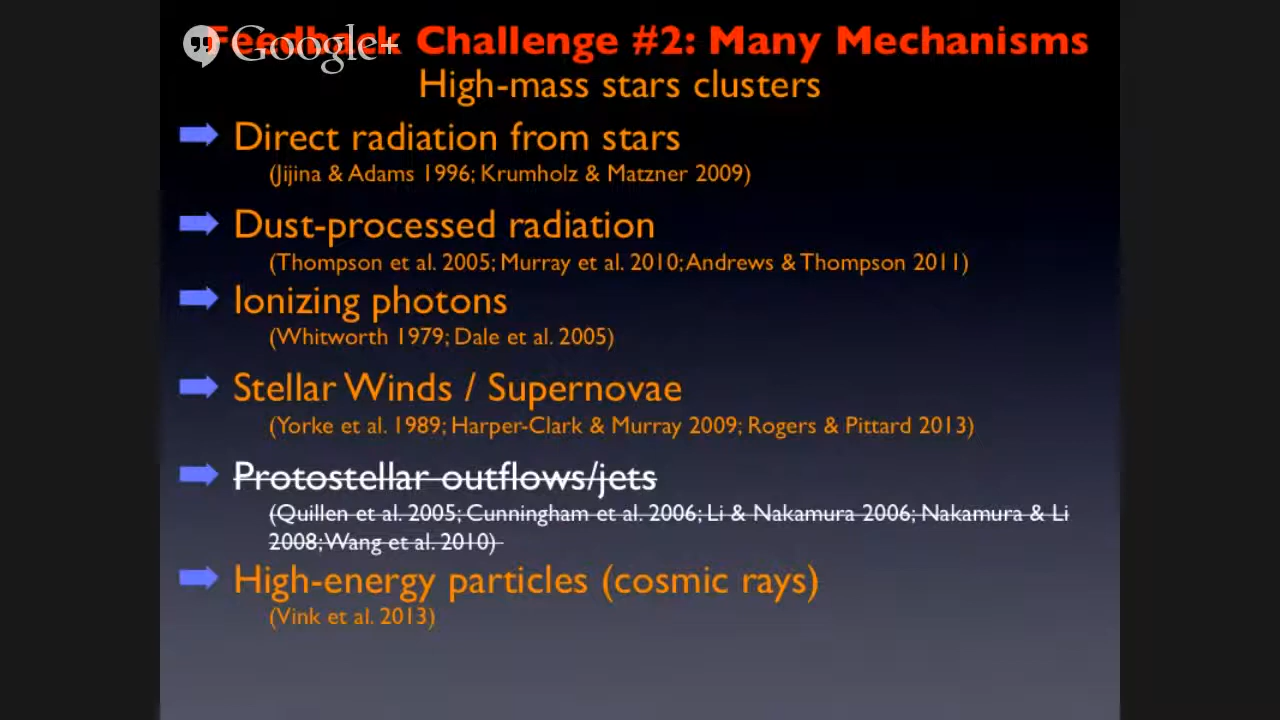 Feedback Challenge #2: Many Mechanisms
Google+
High-mass stars clusters
Direct radiation from stars
(Jijina & Adams 1996; Krumholz & Matzner 2009)
Dust-processed radiation
(Thompson et al. 2005; Murray et al. 2010; Andrews & Thompson 2011)
Ionizing photons
(Whitworth 1979; Dale et al. 2005)
Stellar Winds / Supernovae
(Yorke et al. 1989; Harper-Clark & Murray 2009; Rogers & Pittard 2013)
Protostellar outflows/jets
(Quillen et al. 2005; Cunningham et al. 2006; Li & Nakamura 2006; Nakamura & Li
2008; Wang et al. 2010)
High-energy particles (cosmic rays)
(Vink et al. 2013)